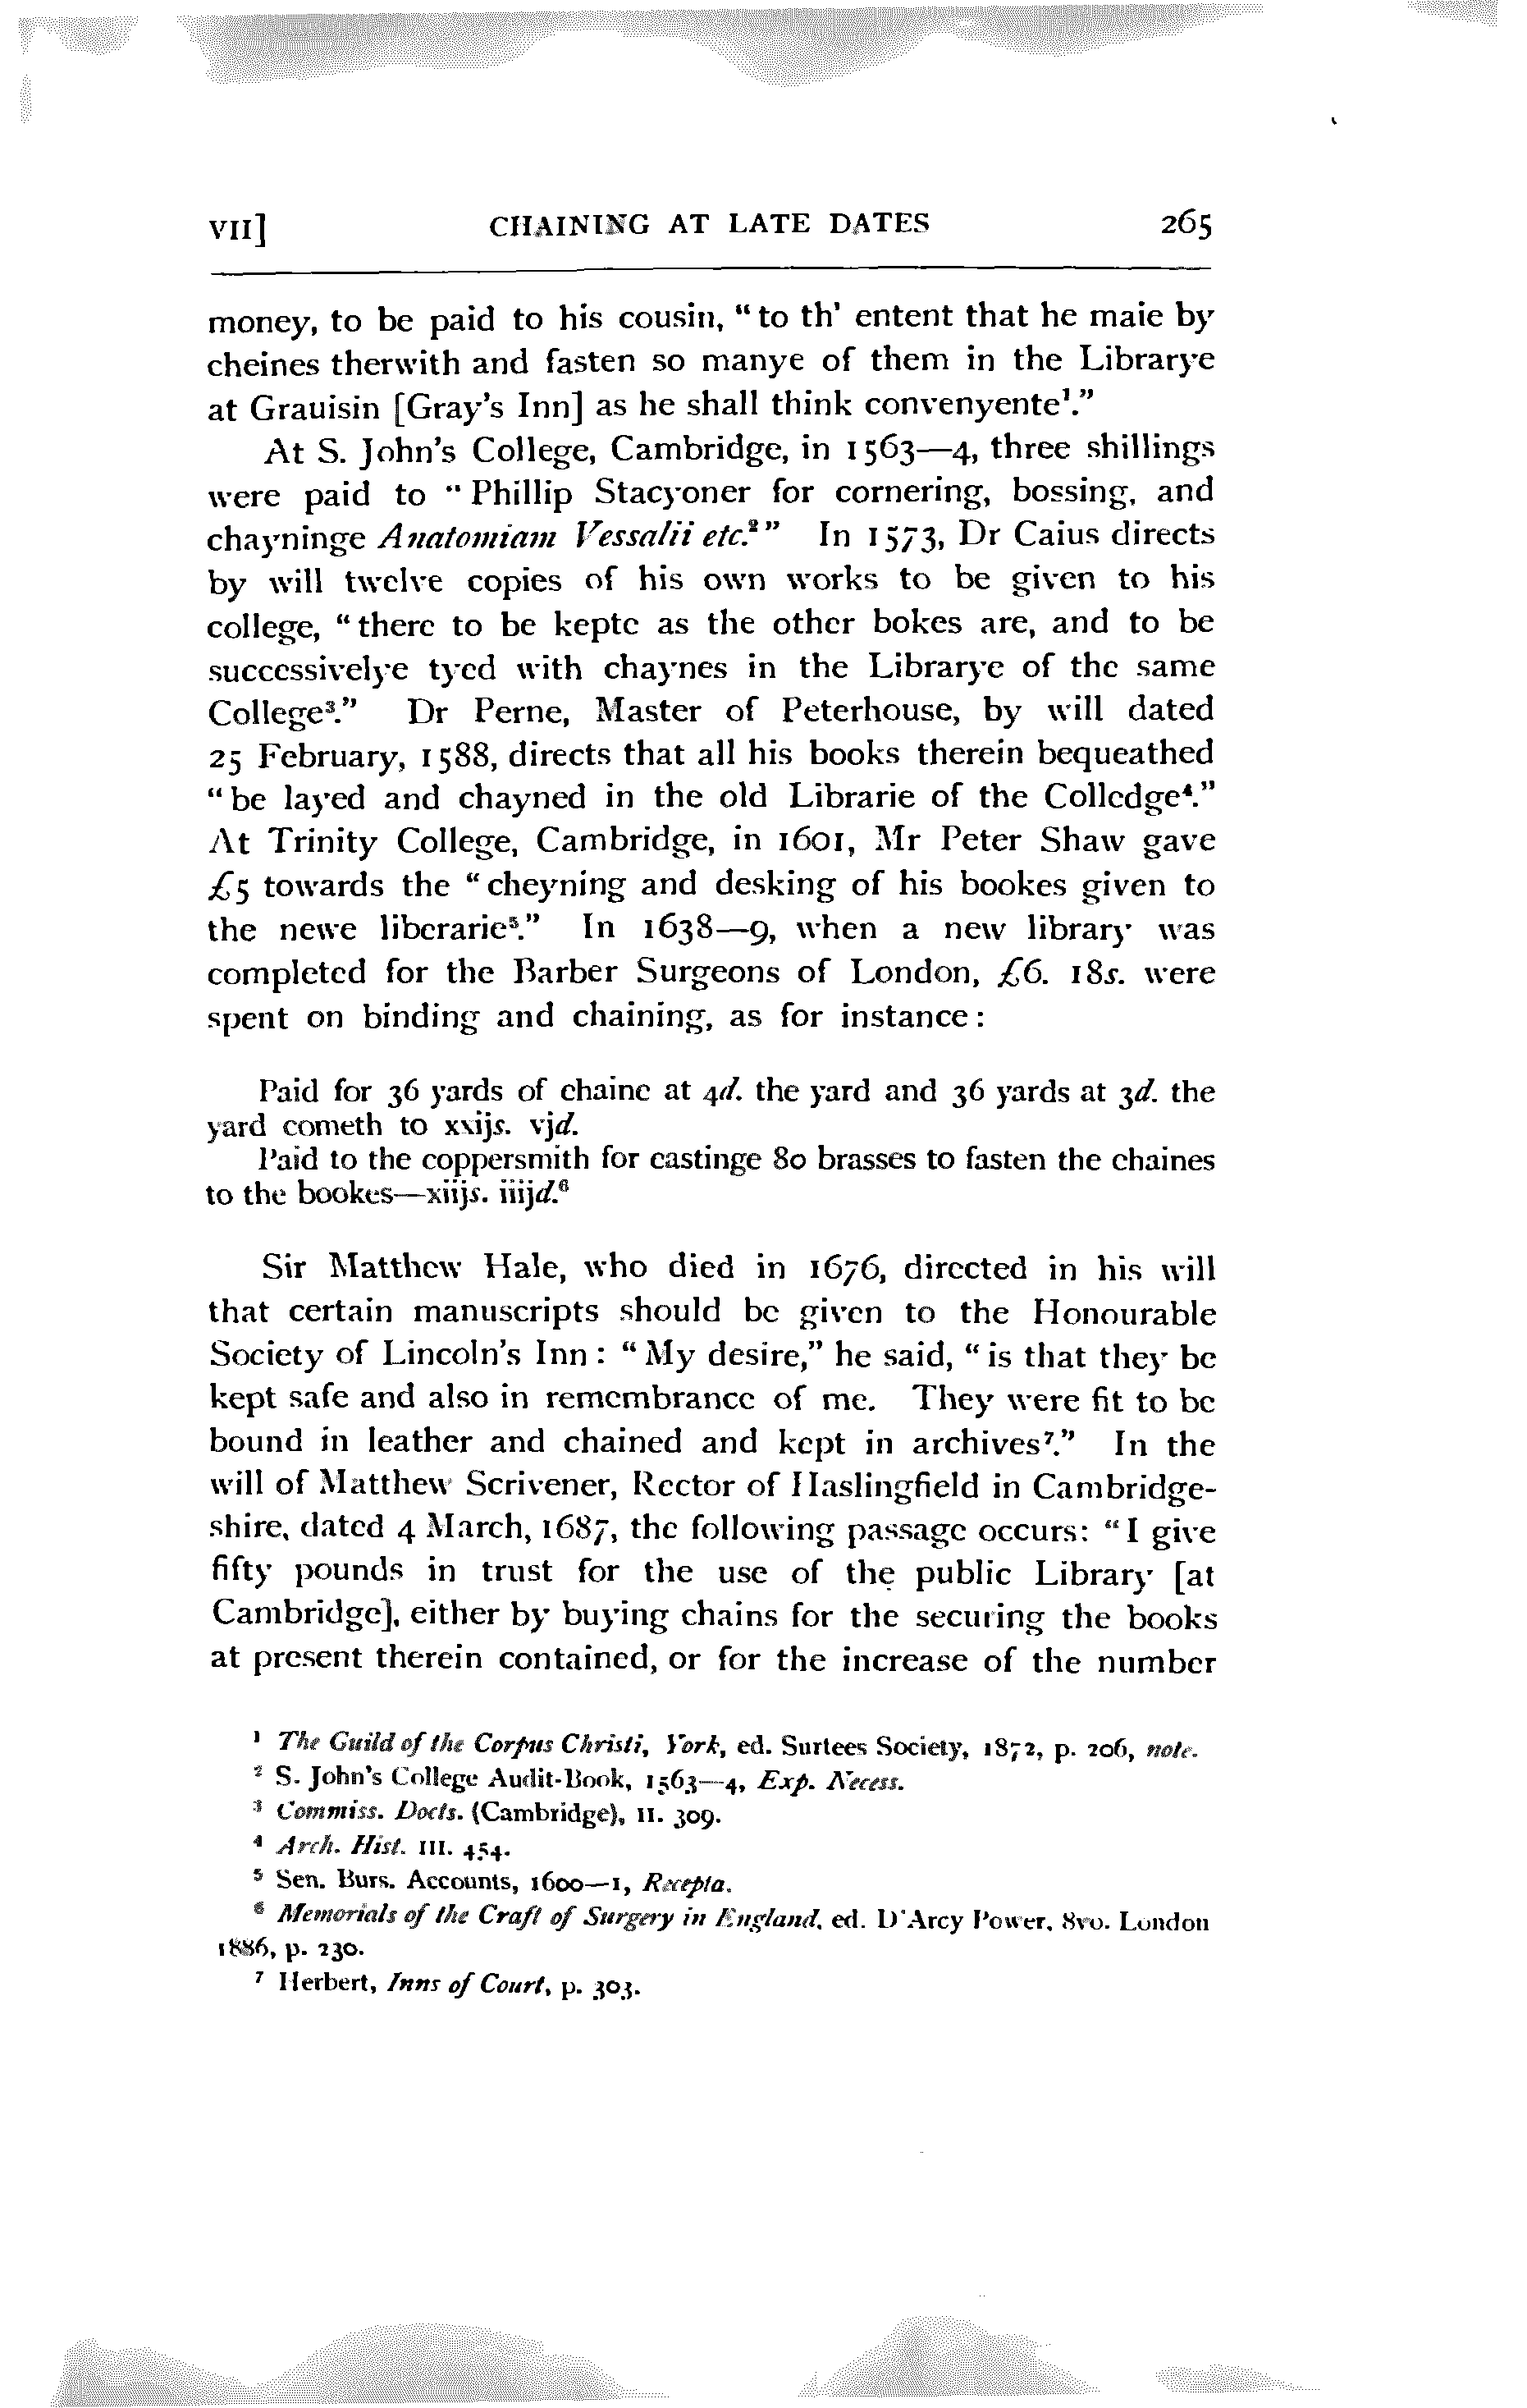 VII] CHAINING AT LATE DATES 265
money, to be paid to his cousin, “to th' entent that he maie by
cheines therwith and fasten so manye of them in the Librarye
at Grauisin [Gray's Inn] as he shall think convenyente¹.”
At S. John's College, Cambridge, in 1563—4, three shillings
were paid to “Phillip Stacyoner for cornering, bossing, and
chayninge Anatomiam Vessalii etc.²” In 1573, Dr Caius directs
by will twelve copies of his own works to be given to his
college, “there to be kepte as the other bokes are, and to be
successivelye tyed with chaynes in the Librarye of the same
College³.” Dr Perne, Master of Peterhouse, by will dated
25 February, 1588, directs that all his books therein bequeathed
“be layed and chayned in the old Librarie of the Colledge⁴.”
At Trinity College, Cambridge, in 1601, Mr Peter Shaw gave
£5 towards the “cheyning and desking of his bookes given to
the newe liberarie⁵.” In 1638—9, when a new library was
completed for the Barber Surgeons of London, £6. 18s. were
spent on binding and chaining, as for instance:
Paid for 36 yards of chaine at 4d. the yard and 36 yards at 3d. the
yard cometh to xxijs. vjd.
Paid to the coppersmith for castinge 80 brasses to fasten the chaines
to the bookes—xiijs. iiijd.⁶
Sir Matthew Hale, who died in 1676, directed in his will
that certain manuscripts should be given to the Honourable
Society of Lincoln's Inn: “My desire,” he said, “is that they be
kept safe and also in remembrance of me. They were fit to be
bound in leather and chained and kept in archives⁷.” In the
will of Matthew Scrivener, Rector of Haslingfield in Cambridge-
shire, dated 4 March, 1687, the following passage occurs: “I give
fifty pounds in trust for the use of the public Library [at
Cambridge], either by buying chains for the securing the books
at present therein contained, or for the increase of the number
¹ The Guild of the Corpus Christi, York, ed. Surtees Society, 1872, p. 206, note.
² S. John's College Audit-Book, 1563—4, Exp. Necess.
³ Commiss. Docts. (Cambridge), II. 309.
⁴ Arch. Hist. III. 454.
⁵ Sen. Burs. Accounts, 1600—1, Recepta.
⁶ Memorials of the Craft of Surgery in England, ed. D'Arcy Power, 8vo. London
1886, p. 230.
⁷ Herbert, Inns of Court, p. 303.